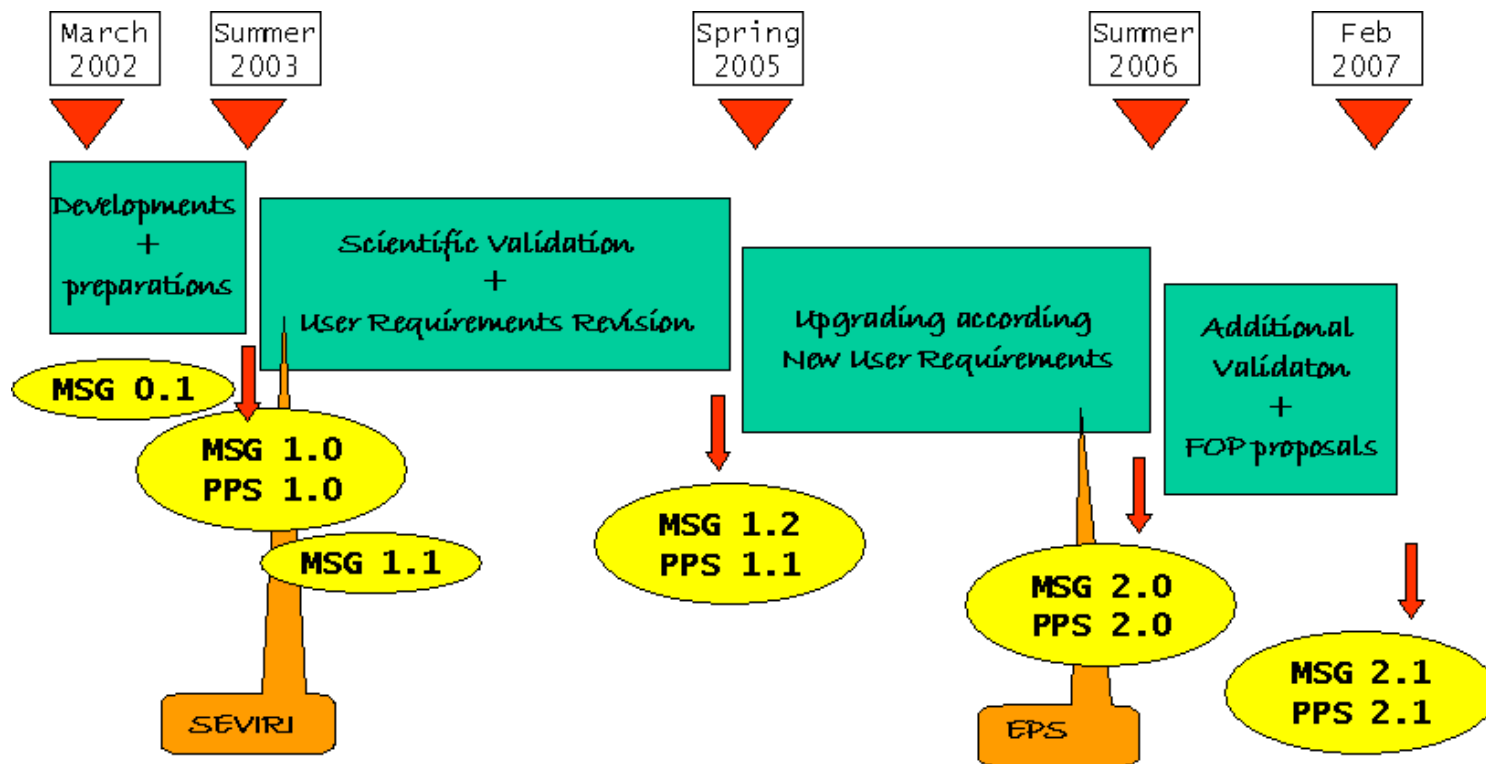 March
2002
Summer
2003
Spring
2005
Summer
2006
Feb
2007
Developments
+
preparations
Scientific Validation
+
User Requirements Revision
Upgrading according
New User Requirements
Additional
Validaton
+
FOP proposals
MSG 0.1
MSG 1.0
PPS 1.0
MSG 1.1
MSG 1.2
PPS 1.1
MSG 2.0
PPS 2.0
MSG 2.1
PPS 2.1
SEVIRI
EPS